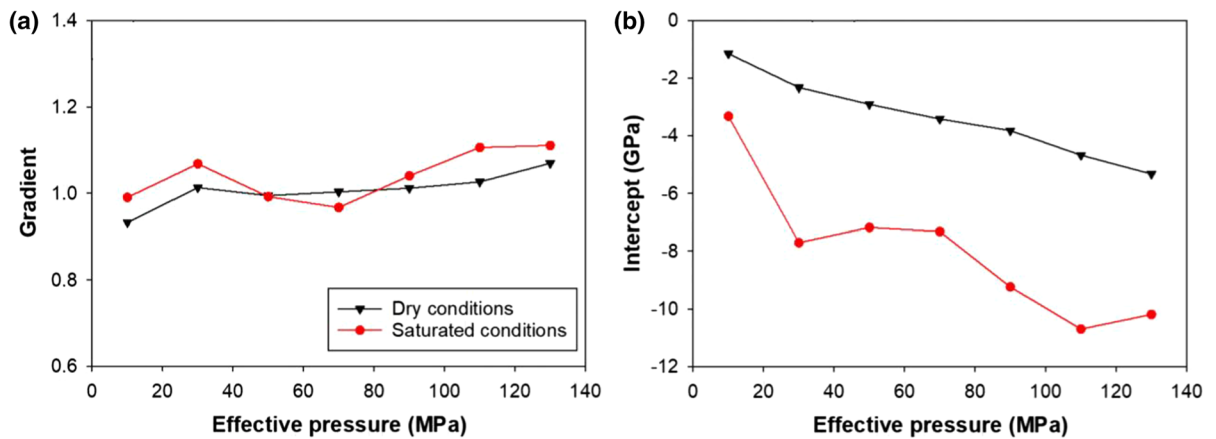 (a)
1.4
1.2
1.0
0.8
0.6
Gradient
Dry conditions
Saturated conditions
0 20 40 60 80 100 120 140
Effective pressure (MPa)
(b)
0
-2
-4
-6
-8
-10
-12
Intercept (GPa)
0 20 40 60 80 100 120 140
Effective pressure (MPa)